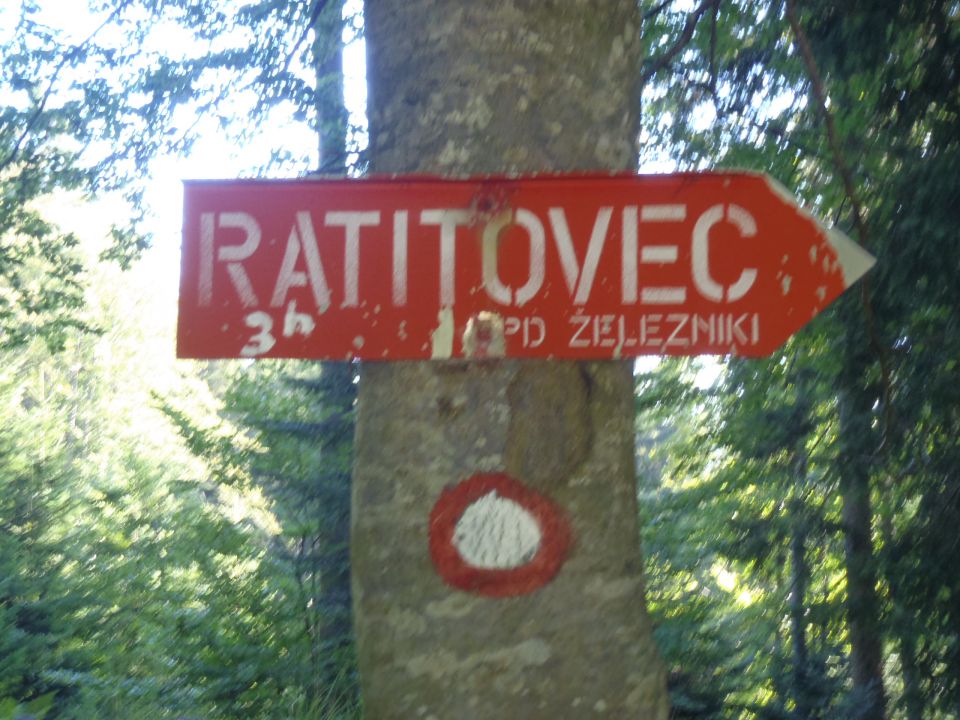 RATITOVEC
3h PD ŽELEZNIKI